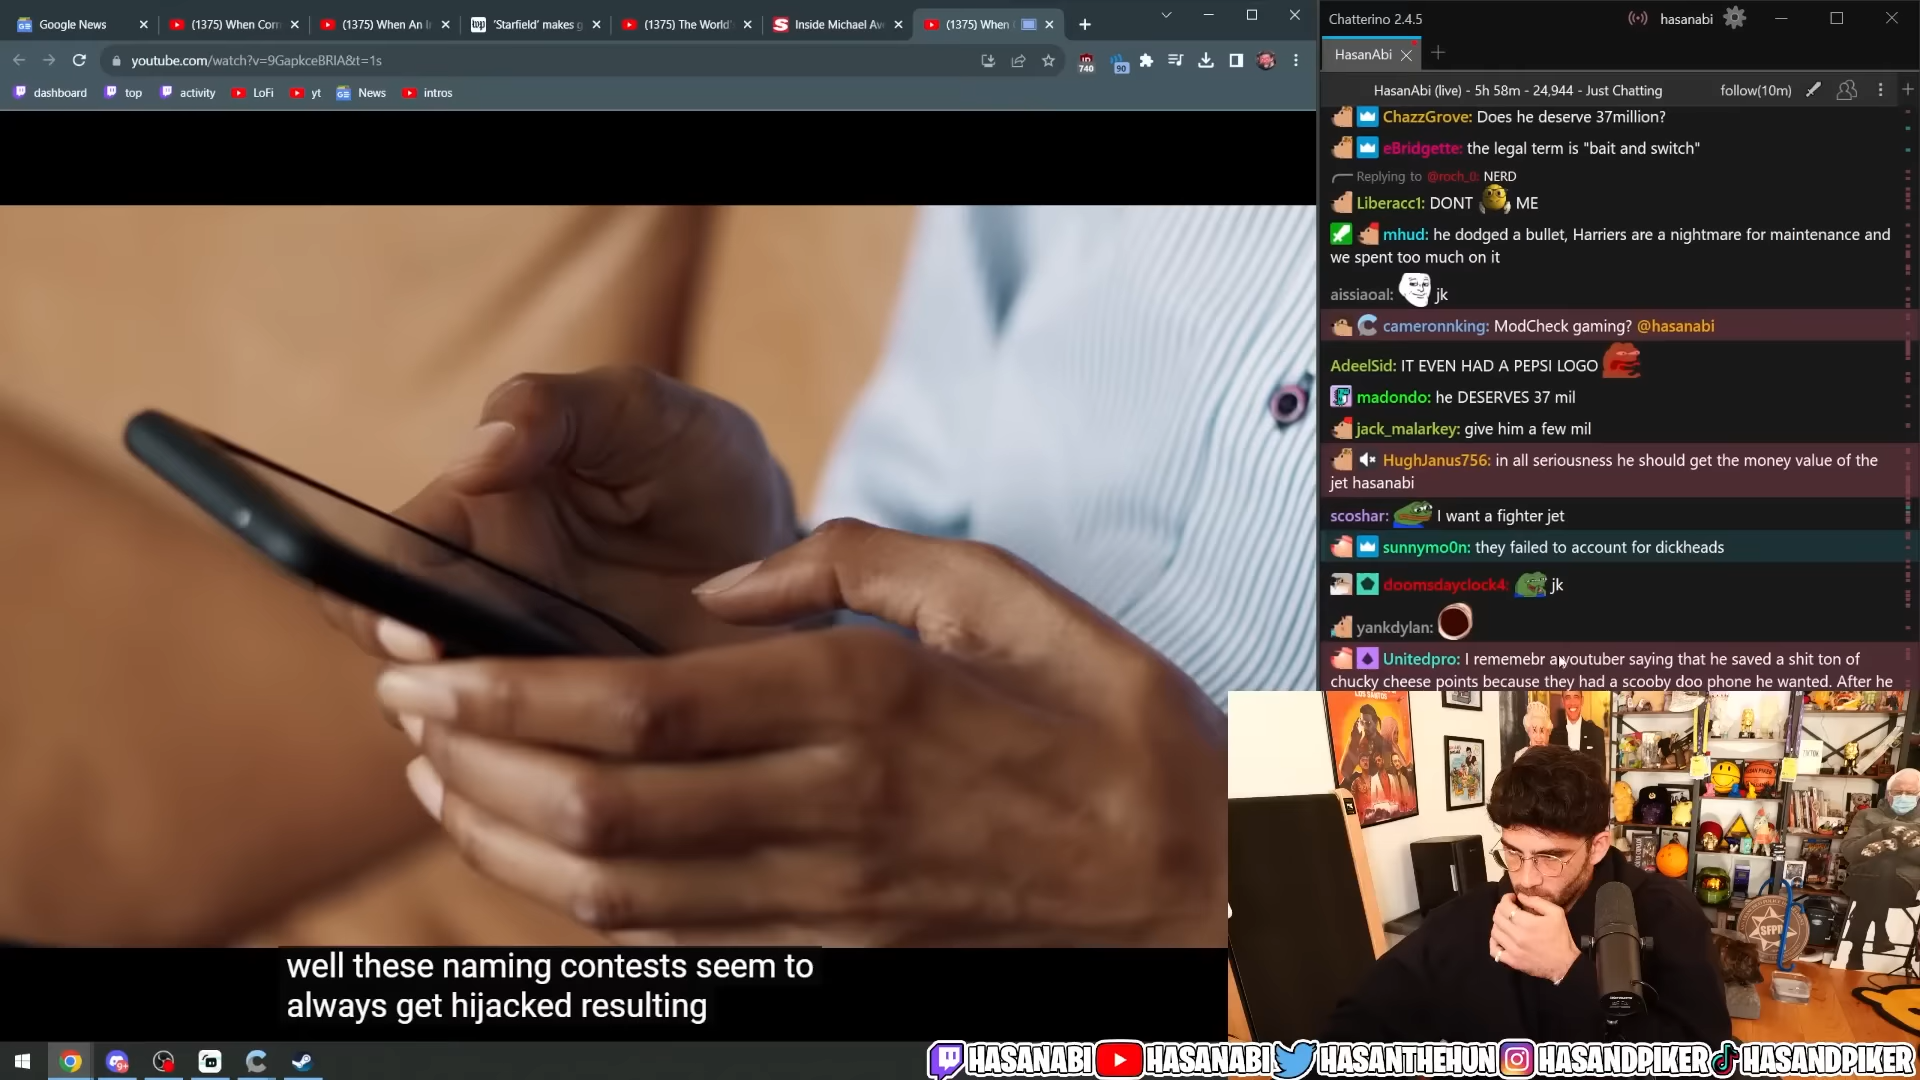 Google News
(1375) When Corr
(1375) When An I
'Starfield' makes g
(1375) The World'
Inside Michael Av
(1375) When
youtube.com/watch?v=9GapkceBRIA&t=1s
740
90
dashboard
top
activity
LoFi
yt
News
intros
well these naming contests seem to
always get hijacked resulting
Chatterino 2.4.5
hasanabi
HasanAbi
HasanAbi (live) - 5h 58m - 24,944 - Just Chatting
follow(10m)
ChazzGrove: Does he deserve 37million?
eBridgette: the legal term is "bait and switch"
Replying to @roch_0: NERD
Liberacc1: DONT ME
mhud: he dodged a bullet, Harriers are a nightmare for maintenance and
we spent too much on it
aissiaoal: jk
cameronnking: ModCheck gaming? @hasanabi
AdeelSid: IT EVEN HAD A PEPSI LOGO
madondo: he DESERVES 37 mil
jack_malarkey: give him a few mil
HughJanus756: in all seriousness he should get the money value of the
jet hasanabi
scoshar: I want a fighter jet
sunnymo0n: they failed to account for dickheads
doomsdayclock4: jk
yankdylan:
Unitedpro: I rememebr a youtuber saying that he saved a shit ton of
chucky cheese points because they had a scooby doo phone he wanted. After he
LOS SANTOS
SFPD
HASANABI
HASANABI
HASANTHEHUN
HASANDPIKER
HASANDPIKER